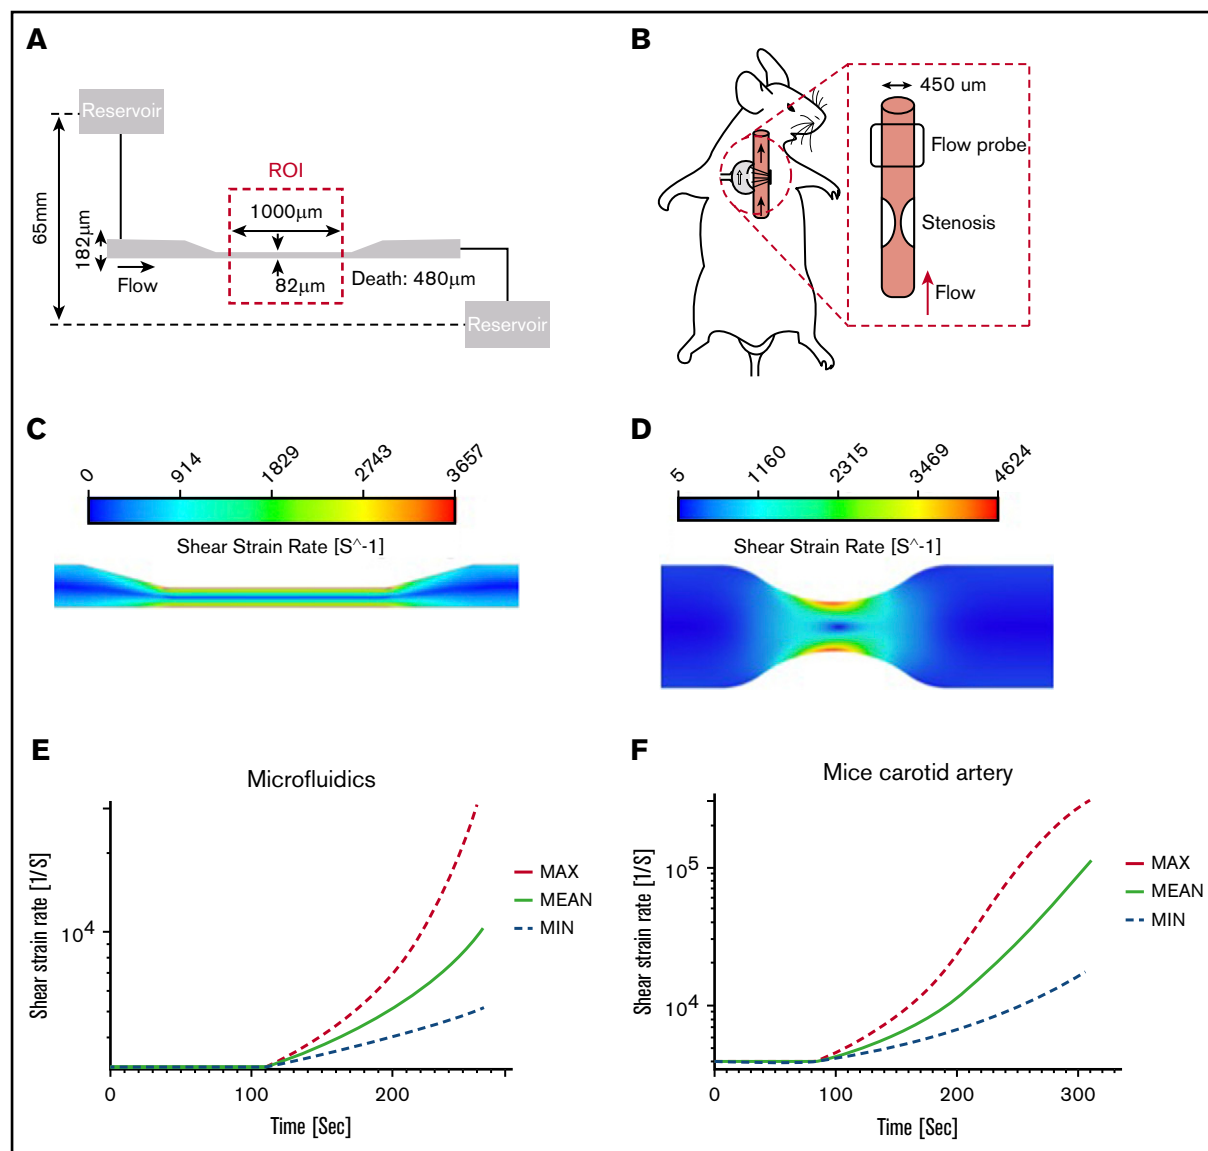 A
Reservoir
65mm
182µm
ROI
1000µm
82µm
Flow
Death: 480µm
Reservoir
B
450 um
Flow probe
Stenosis
Flow
C
0 914 1829 2743 3657
Shear Strain Rate [S^-1]
D
5 1160 2315 3469 4624
Shear Strain Rate [S^-1]
E
Microfluidics
Shear strain rate [1/S]
10^4
0 100 200
Time [Sec]
MAX
MEAN
MIN
F
Mice carotid artery
Shear strain rate [1/S]
10^5
10^4
0 100 200 300
Time [Sec]
MAX
MEAN
MIN